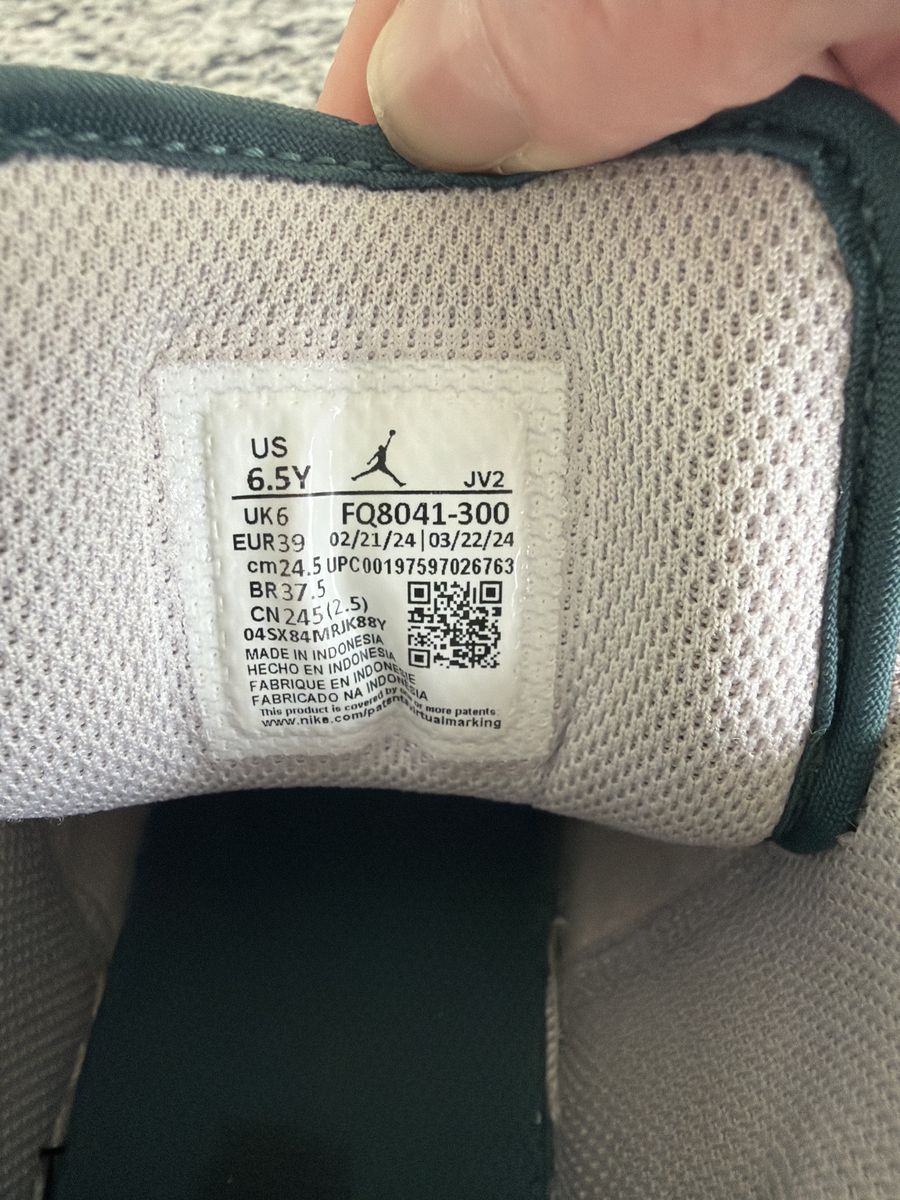 US
6.5Y JV2
UK6 FQ8041-300
EUR39 02/21/24|03/22/24
cm24.5 UPC00197597026763
BR37.5
CN245(2.5)
04SX84MRJK88Y
MADE IN INDONESIA
HECHO EN INDONESIA
FABRIQUE EN INDONESIE
FABRICADO NA INDONESIA
This product is covered by one or more patents:
www.nike.com/patentvirtualmarking